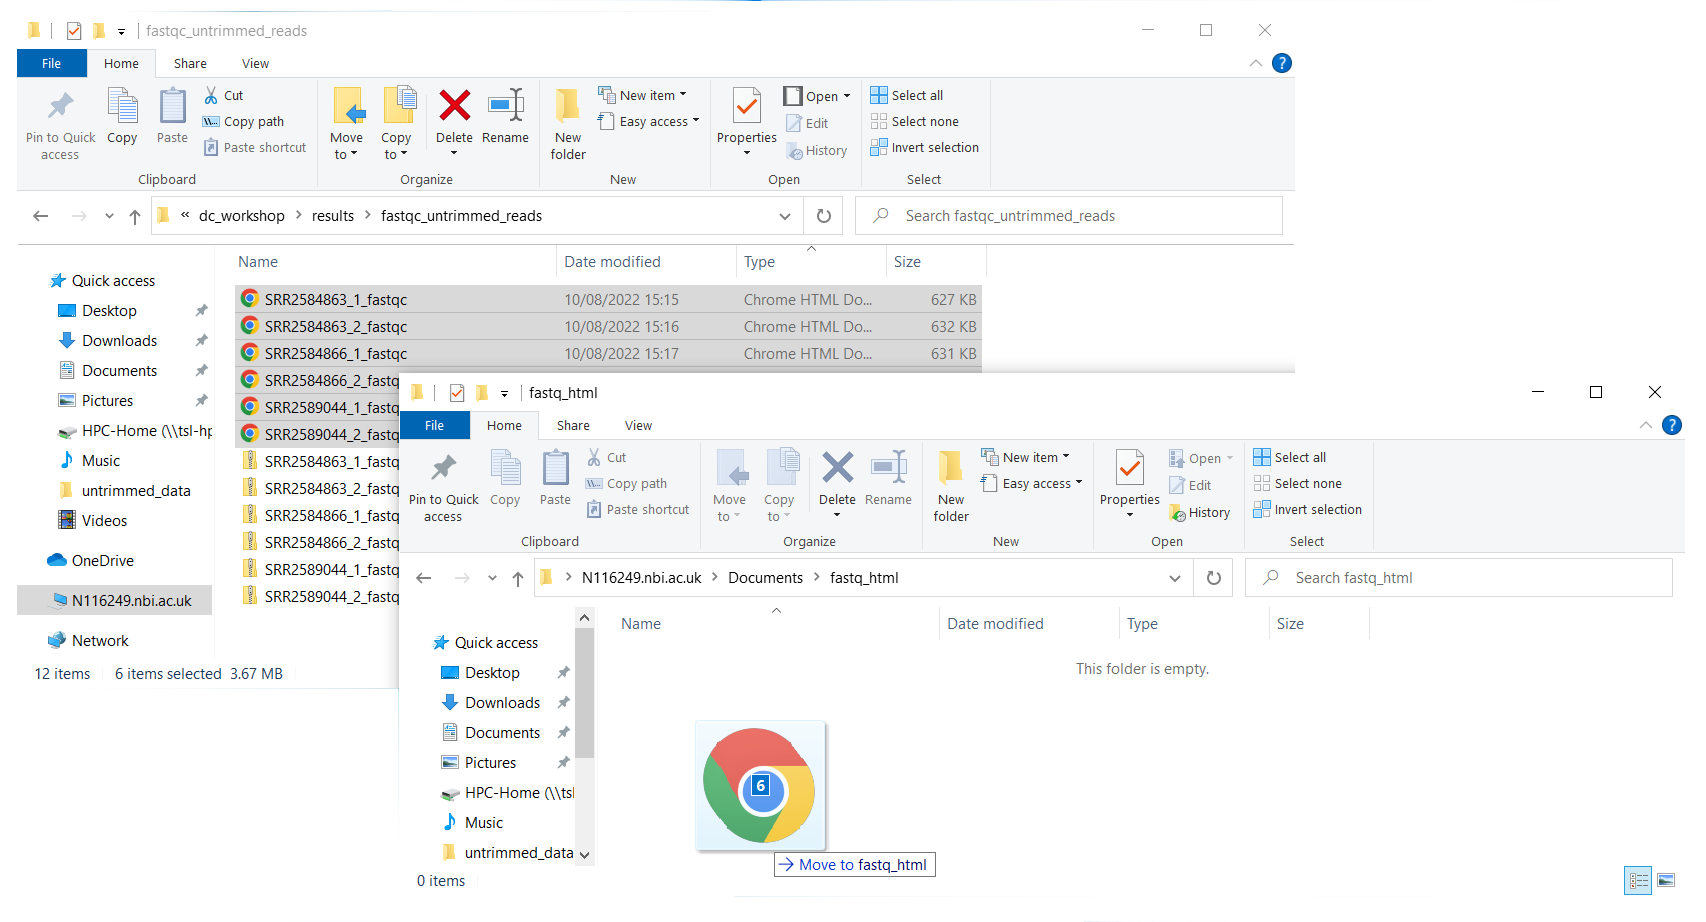 fastqc_untrimmed_reads
File Home Share View
Pin to Quick access
Copy
Paste
Cut
Copy path
Paste shortcut
Clipboard
Move to
Copy to
Delete
Rename
Organize
New folder
New item
Easy access
New
Properties
Open
Edit
History
Open
Select all
Select none
Invert selection
Select
« dc_workshop > results > fastqc_untrimmed_reads
Search fastqc_untrimmed_reads
Name Date modified Type Size
Quick access
Desktop
Downloads
Documents
Pictures
HPC-Home (\\tsl-hp
Music
untrimmed_data
Videos
OneDrive
N116249.nbi.ac.uk
Network
SRR2584863_1_fastqc 10/08/2022 15:15 Chrome HTML Do... 627 KB
SRR2584863_2_fastqc 10/08/2022 15:16 Chrome HTML Do... 632 KB
SRR2584866_1_fastqc 10/08/2022 15:17 Chrome HTML Do... 631 KB
SRR2584866_2_fastq
SRR2589044_1_fastq
SRR2589044_2_fastq
SRR2584863_1_fastq
SRR2584863_2_fastq
SRR2584866_1_fastq
SRR2584866_2_fastq
SRR2589044_1_fastq
SRR2589044_2_fastq
12 items 6 items selected 3.67 MB
fastq_html
File Home Share View
Pin to Quick access
Copy
Paste
Cut
Copy path
Paste shortcut
Clipboard
Move to
Copy to
Delete
Rename
Organize
New folder
New item
Easy access
New
Properties
Open
Edit
History
Open
Select all
Select none
Invert selection
Select
> N116249.nbi.ac.uk > Documents > fastq_html
Search fastq_html
Name Date modified Type Size
This folder is empty.
Quick access
Desktop
Downloads
Documents
Pictures
HPC-Home (\\tsl
Music
untrimmed_data
6
Move to fastq_html
0 items